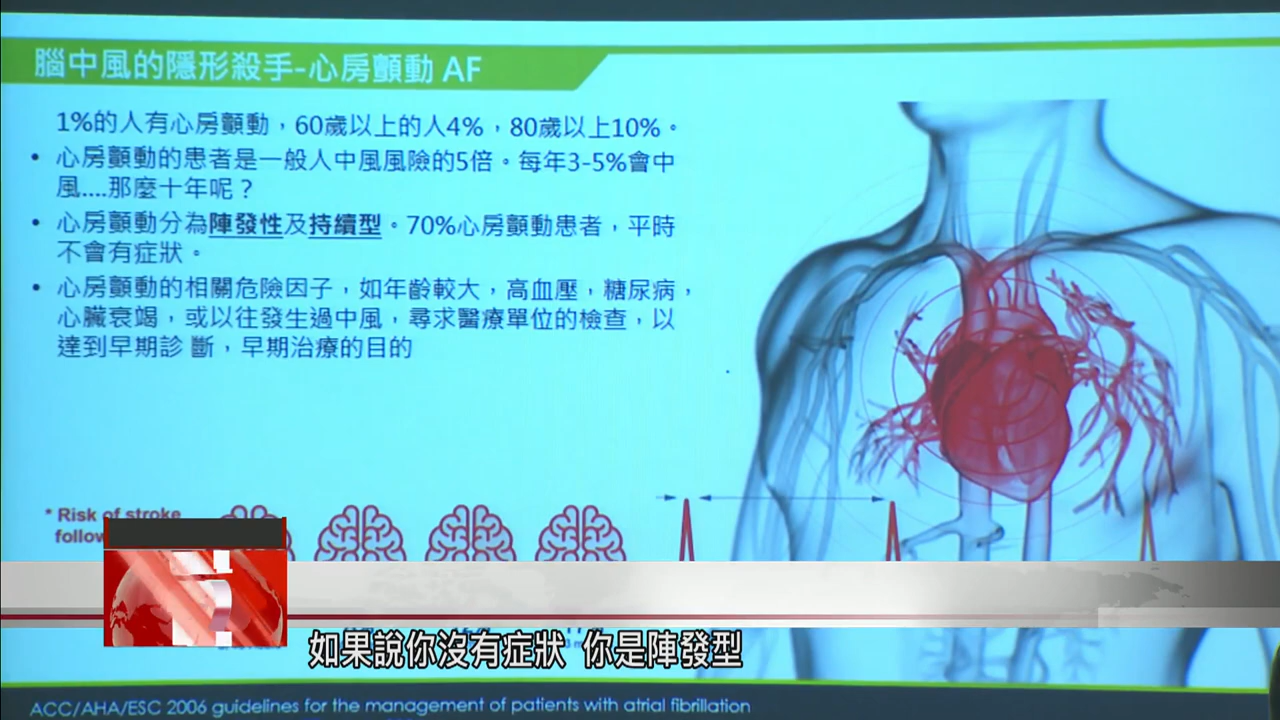 腦中風的隱形殺手-心房顫動 AF
1%的人有心房顫動，60歲以上的人4%，80歲以上10%。
• 心房顫動的患者是一般人中風風險的5倍。每年3-5%會中
風....那麼十年呢？
• 心房顫動分為陣發性及持續型。70%心房顫動患者，平時
不會有症狀。
• 心房顫動的相關危險因子，如年齡較大，高血壓，糖尿病，
心臟衰竭，或以往發生過中風，尋求醫療單位的檢查，以
達到早期診 斷，早期治療的目的
* Risk of stroke
如果說你沒有症狀 你是陣發型
ACC/AHA/ESC 2006 guidelines for the management of patients with atrial fibrillation